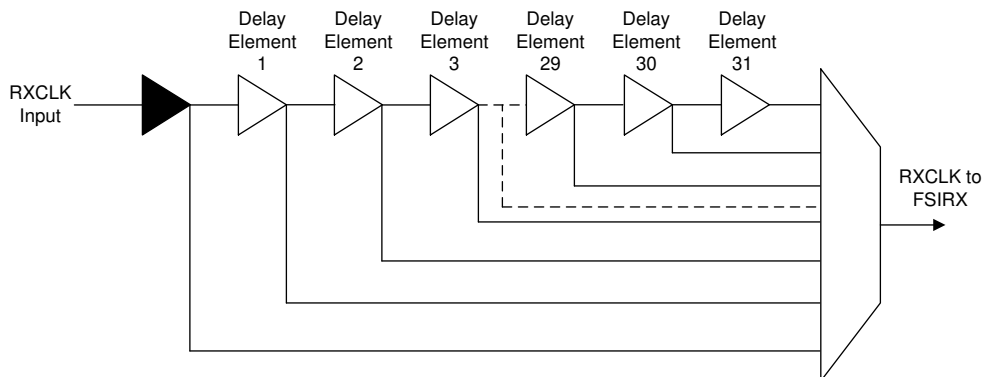 Delay
Element
1
Delay
Element
2
Delay
Element
3
Delay
Element
29
Delay
Element
30
Delay
Element
31
RXCLK
Input
RXCLK to
FSIRX